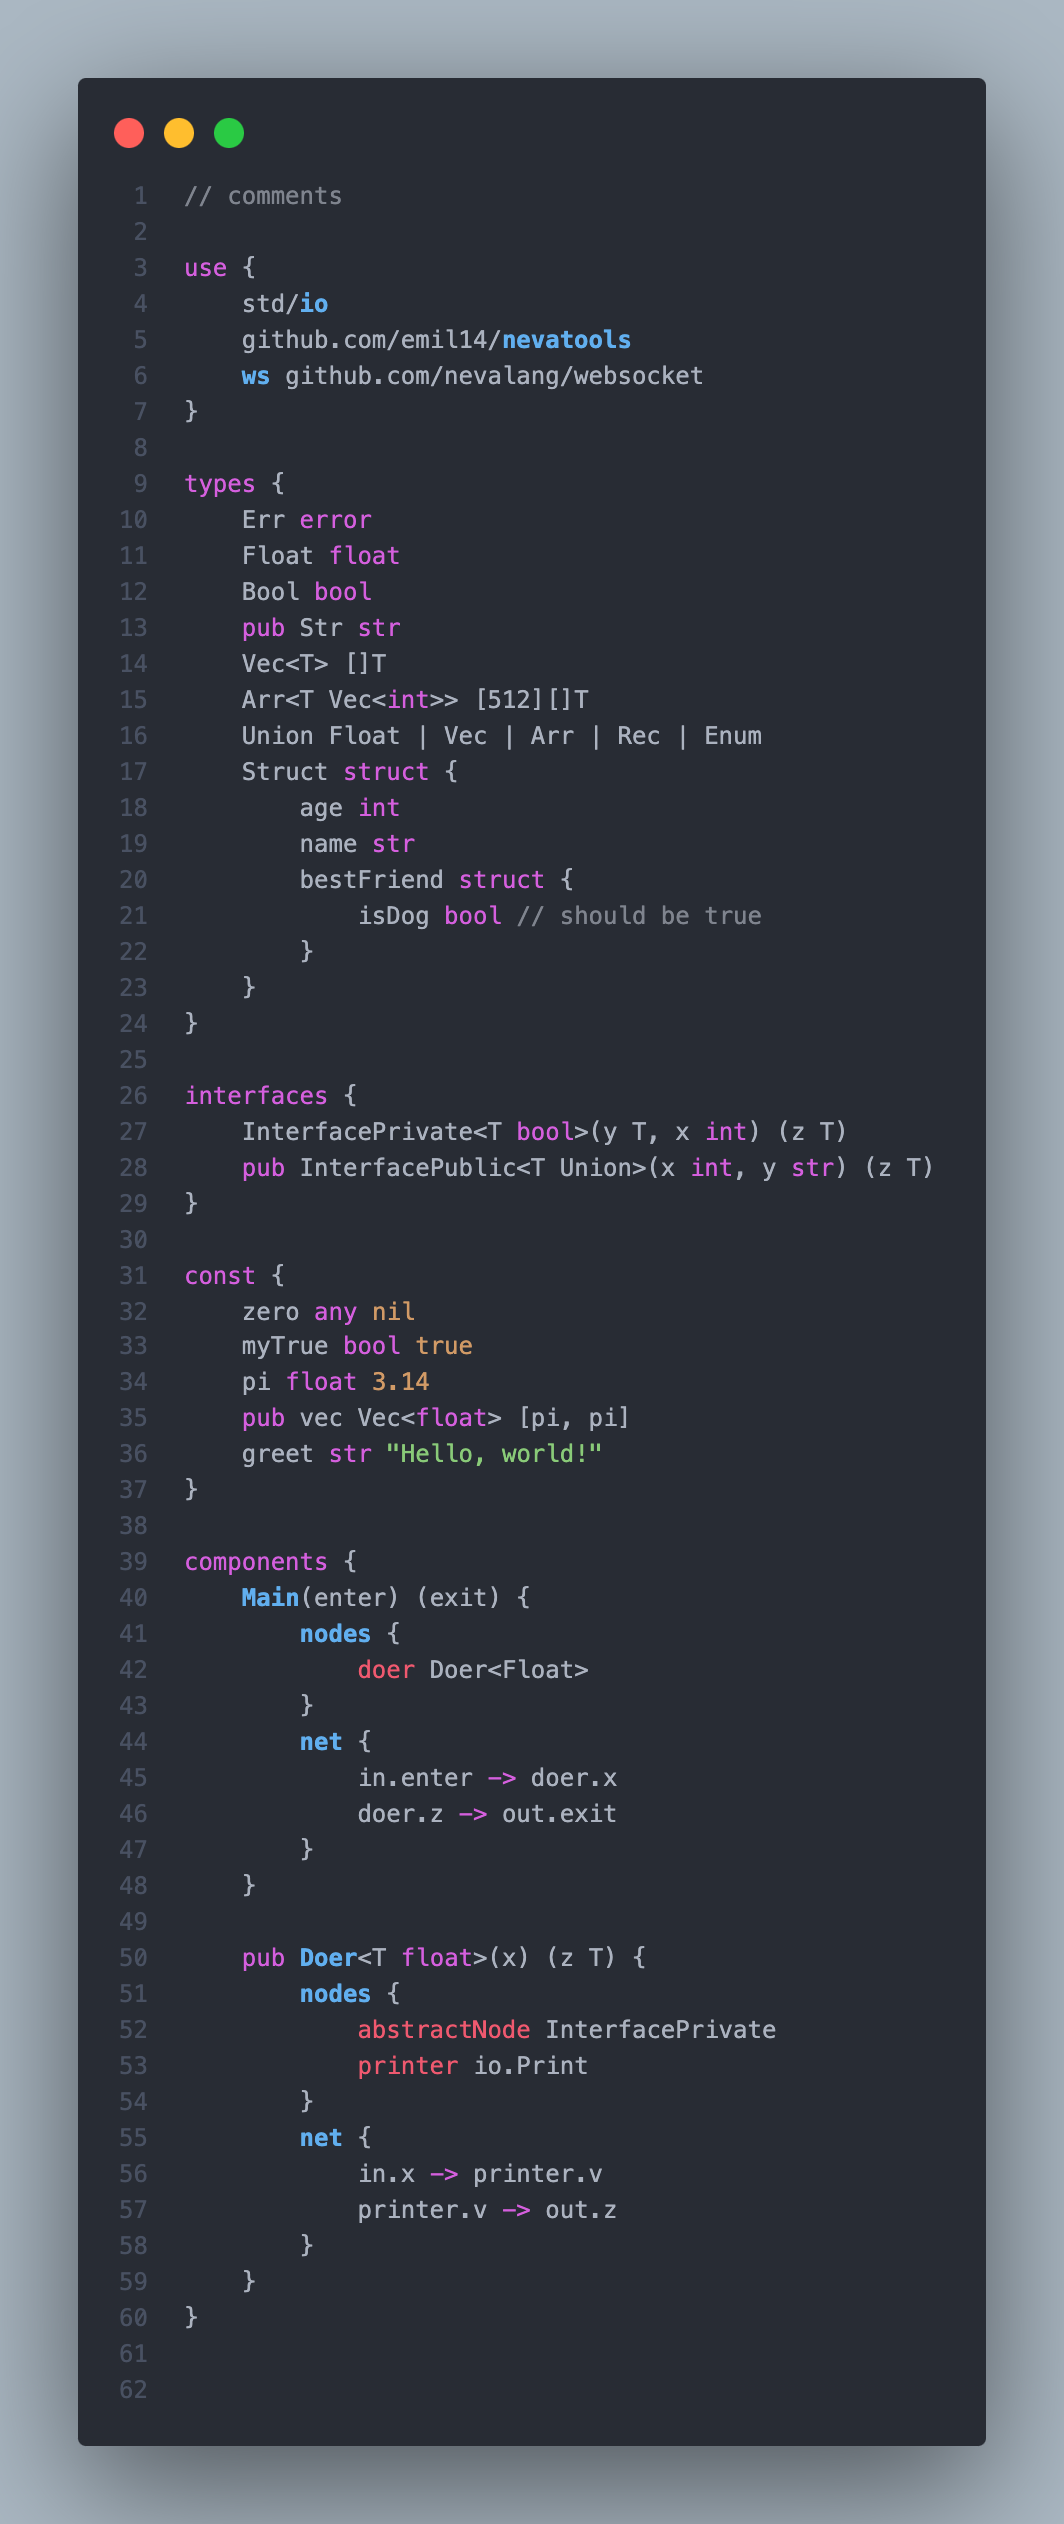 1 // comments
2
3 use {
4     std/io
5     github.com/emil14/nevatools
6     ws github.com/nevalang/websocket
7 }
8
9 types {
10     Err error
11     Float float
12     Bool bool
13     pub Str str
14     Vec<T> []T
15     Arr<T Vec<int>> [512][]T
16     Union Float | Vec | Arr | Rec | Enum
17     Struct struct {
18         age int
19         name str
20         bestFriend struct {
21             isDog bool // should be true
22         }
23     }
24 }
25
26 interfaces {
27     InterfacePrivate<T bool>(y T, x int) (z T)
28     pub InterfacePublic<T Union>(x int, y str) (z T)
29 }
30
31 const {
32     zero any nil
33     myTrue bool true
34     pi float 3.14
35     pub vec Vec<float> [pi, pi]
36     greet str "Hello, world!"
37 }
38
39 components {
40     Main(enter) (exit) {
41         nodes {
42             doer Doer<Float>
43         }
44         net {
45             in.enter -> doer.x
46             doer.z -> out.exit
47         }
48     }
49
50     pub Doer<T float>(x) (z T) {
51         nodes {
52             abstractNode InterfacePrivate
53             printer io.Print
54         }
55         net {
56             in.x -> printer.v
57             printer.v -> out.z
58         }
59     }
60 }
61
62